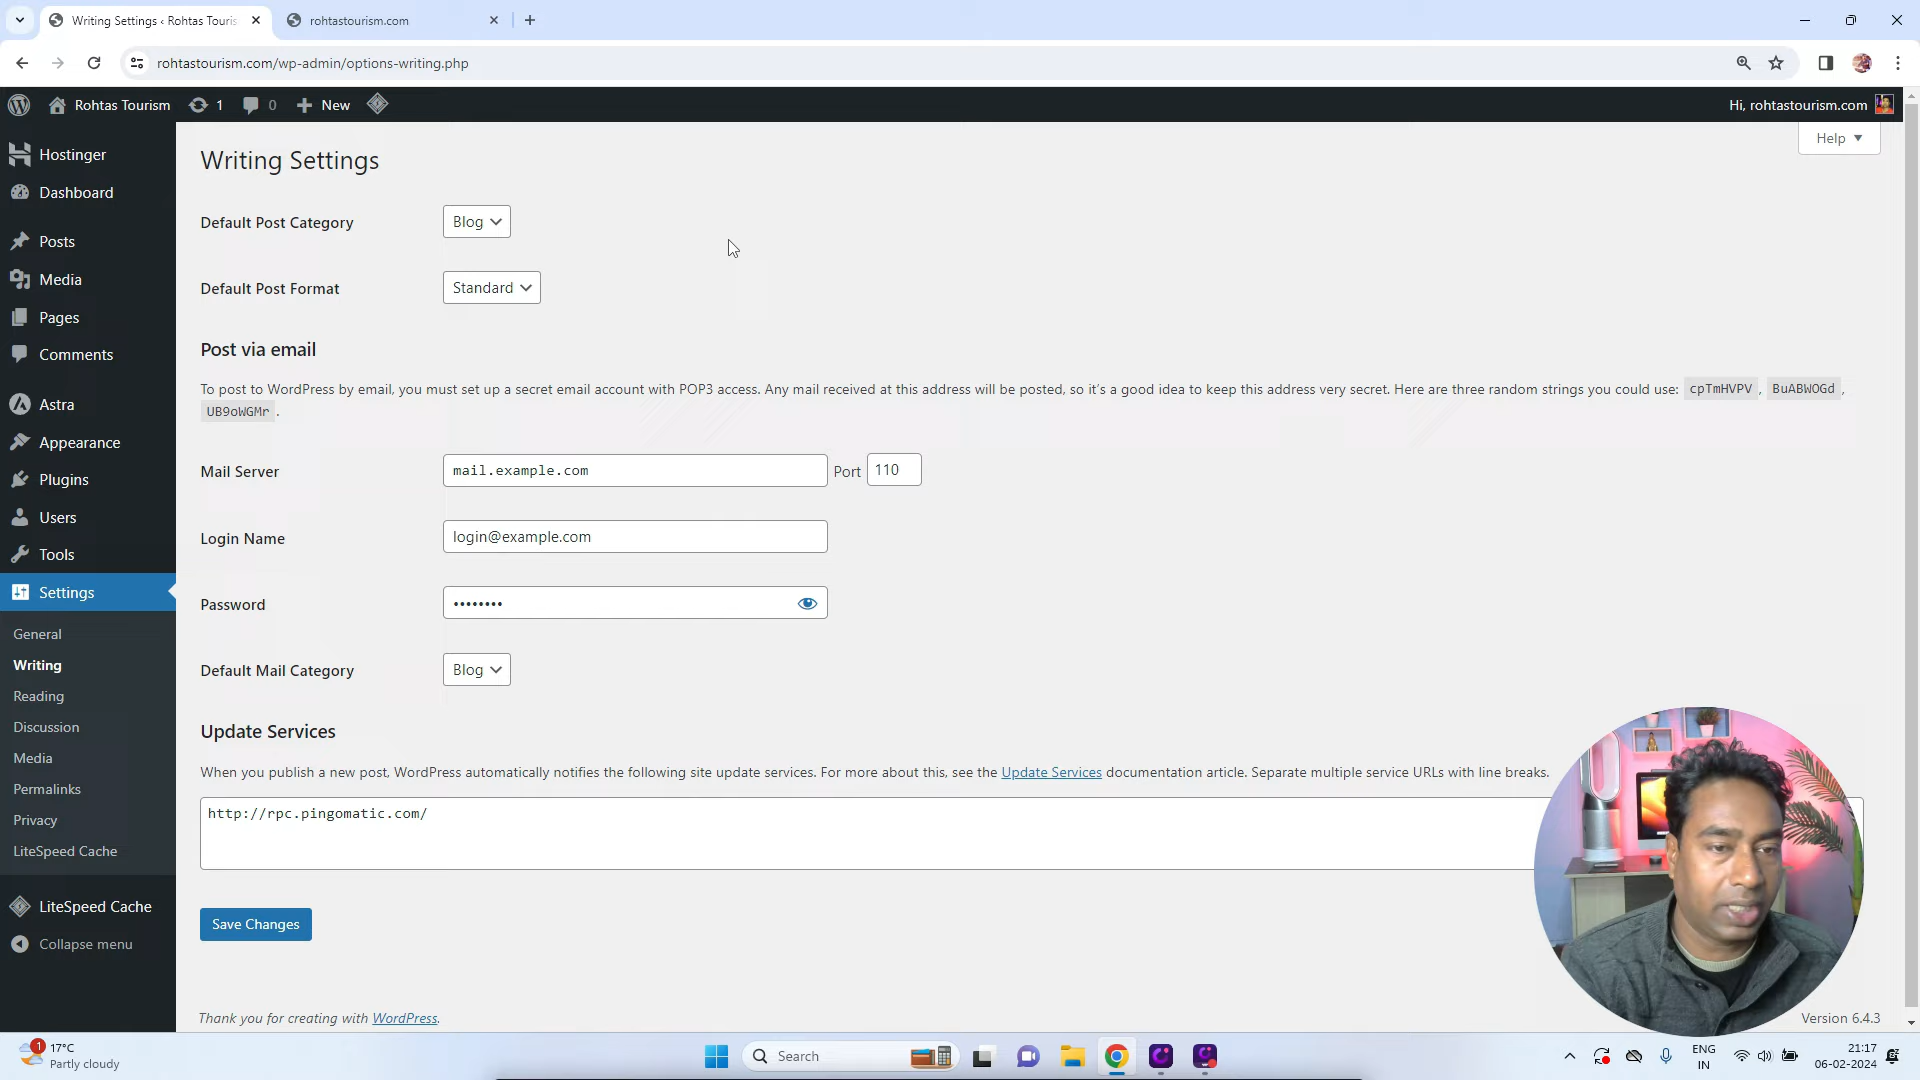 Writing Settings ‹ Rohtas Touris
rohtastourism.com
rohtastourism.com/wp-admin/options-writing.php
Rohtas Tourism
1
0
New
Hi, rohtastourism.com
Hostinger
Dashboard
Posts
Media
Pages
Comments
Astra
Appearance
Plugins
Users
Tools
Settings
General
Writing
Reading
Discussion
Media
Permalinks
Privacy
LiteSpeed Cache
LiteSpeed Cache
Collapse menu
Help
Writing Settings
Default Post Category
Blog
Default Post Format
Standard
Post via email
To post to WordPress by email, you must set up a secret email account with POP3 access. Any mail received at this address will be posted, so it's a good idea to keep this address very secret. Here are three random strings you could use: cpTmHVPV , BuABWOGd ,
UB9oWGMr .
Mail Server
mail.example.com
Port
110
Login Name
login@example.com
Password
••••••••
Default Mail Category
Blog
Update Services
When you publish a new post, WordPress automatically notifies the following site update services. For more about this, see the Update Services documentation article. Separate multiple service URLs with line breaks.
http://rpc.pingomatic.com/
Save Changes
Thank you for creating with WordPress.
Version 6.4.3
1
17°C
Partly cloudy
Search
ENG
IN
21:17
06-02-2024